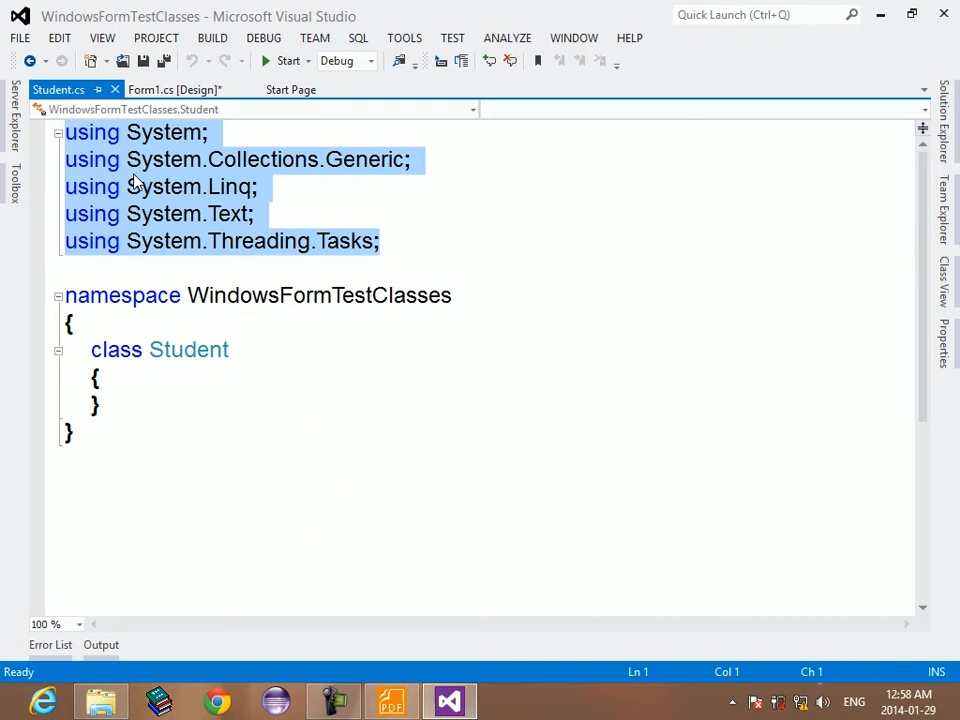 WindowsFormTestClasses - Microsoft Visual Studio
Quick Launch (Ctrl+Q)
FILE EDIT VIEW PROJECT BUILD DEBUG TEAM SQL TOOLS TEST ANALYZE WINDOW HELP
Start Debug
Student.cs Form1.cs [Design]* Start Page
WindowsFormTestClasses.Student
Server Explorer
Toolbox
using System;
using System.Collections.Generic;
using System.Linq;
using System.Text;
using System.Threading.Tasks;
namespace WindowsFormTestClasses
{
class Student
{
}
}
Solution Explorer
Team Explorer
Class View
Properties
100 %
Error List Output
Ready Ln 1 Col 1 Ch 1 INS
PDF
ENG
12:58 AM
2014-01-29